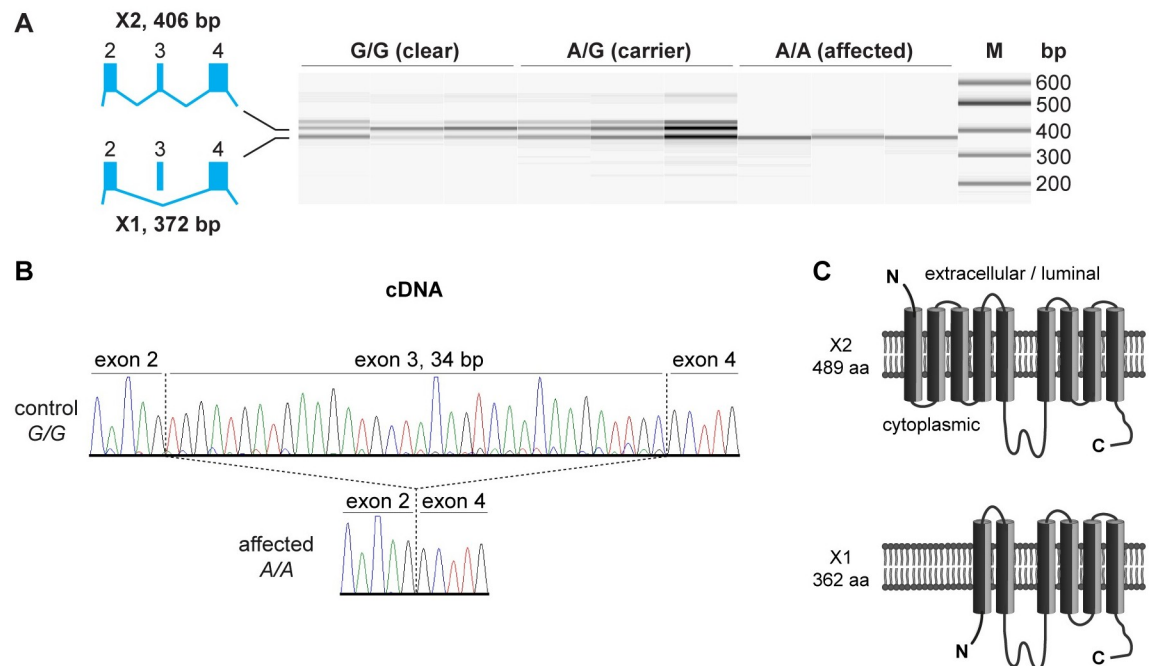 A
X2, 406 bp
2 3 4
2 3 4
X1, 372 bp
G/G (clear) A/G (carrier) A/A (affected) M bp
600
500
400
300
200
B
cDNA
exon 2 exon 3, 34 bp exon 4
control
G/G
exon 2 exon 4
affected
A/A
C
N extracellular / luminal
X2
489 aa
cytoplasmic
C
X1
362 aa
N
C